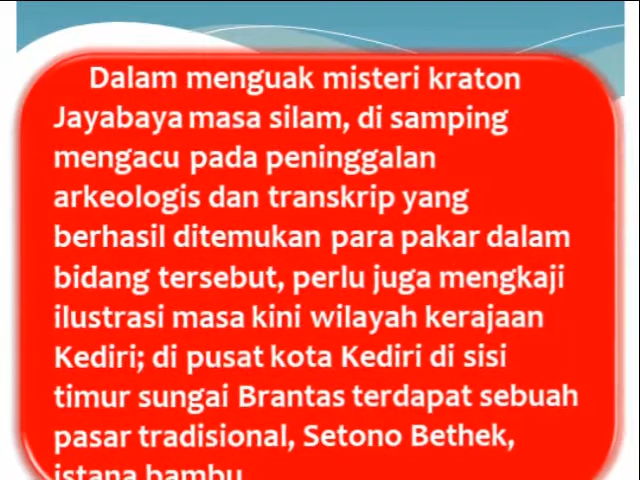 Dalam menguak misteri kraton
Jayabaya masa silam, di samping
mengacu pada peninggalan
arkeologis dan transkrip yang
berhasil ditemukan para pakar dalam
bidang tersebut, perlu juga mengkaji
ilustrasi masa kini wilayah kerajaan
Kediri; di pusat kota Kediri di sisi
timur sungai Brantas terdapat sebuah
pasar tradisional, Setono Bethek,
istana bambu